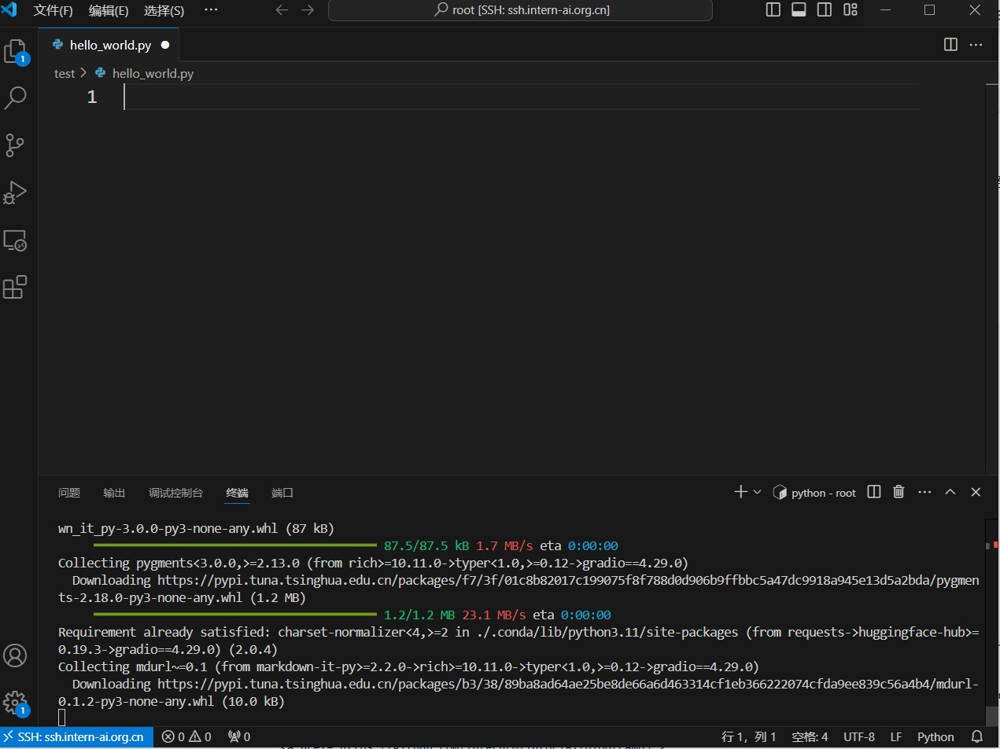 文件(F) 编辑(E) 选择(S) ··· root [SSH: ssh.intern-ai.org.cn]
hello_world.py
test > hello_world.py
1
问题 输出 调试控制台 终端 端口 python - root
wn_it_py-3.0.0-py3-none-any.whl (87 kB)
87.5/87.5 kB 1.7 MB/s eta 0:00:00
Collecting pygments<3.0.0,>=2.13.0 (from rich>=10.11.0->typer<1.0,>=0.12->gradio==4.29.0)
Downloading https://pypi.tuna.tsinghua.edu.cn/packages/f7/3f/01c8b82017c199075f8f788d0d906b9ffbbc5a47dc9918a945e13d5a2bda/pygmen
ts-2.18.0-py3-none-any.whl (1.2 MB)
1.2/1.2 MB 23.1 MB/s eta 0:00:00
Requirement already satisfied: charset-normalizer<4,>=2 in ./.conda/lib/python3.11/site-packages (from requests->huggingface-hub>=
0.19.3->gradio==4.29.0) (2.0.4)
Collecting mdurl~=0.1 (from markdown-it-py>=2.2.0->rich>=10.11.0->typer<1.0,>=0.12->gradio==4.29.0)
Downloading https://pypi.tuna.tsinghua.edu.cn/packages/b3/38/89ba8ad64ae25be8de66a6d463314cf1eb366222074cfda9ee839c56a4b4/mdurl-
0.1.2-py3-none-any.whl (10.0 kB)
1
1
SSH: ssh.intern-ai.org.cn 0 0 0 行 1，列 1 空格: 4 UTF-8 LF Python